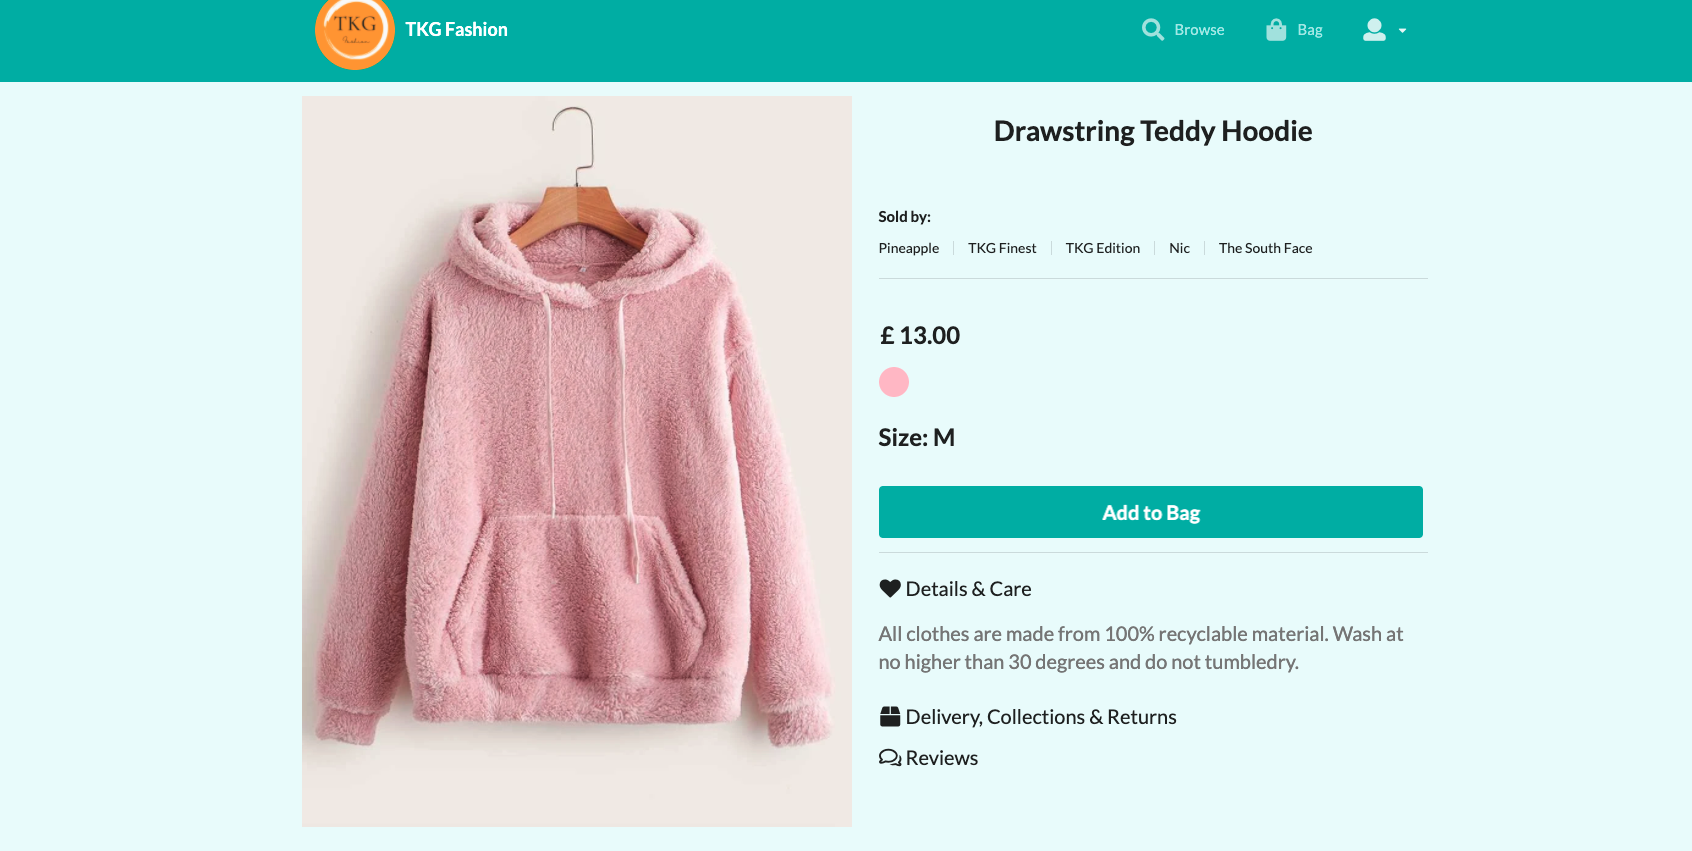 TKG
Fashion
TKG Fashion
Browse
Bag
Drawstring Teddy Hoodie
Sold by:
Pineapple
TKG Finest
TKG Edition
Nic
The South Face
£ 13.00
Size: M
Add to Bag
Details & Care
All clothes are made from 100% recyclable material. Wash at
no higher than 30 degrees and do not tumbledry.
Delivery, Collections & Returns
Reviews